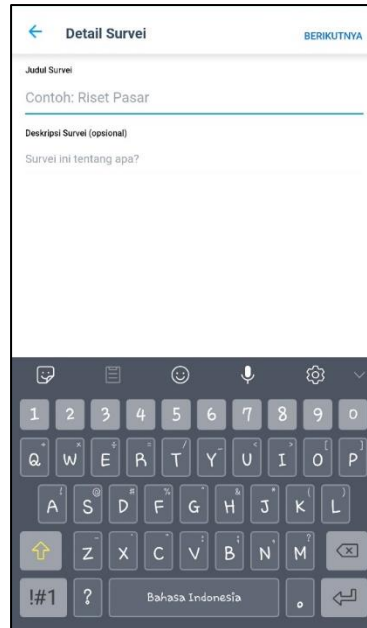 Detail Survei BERIKUTNYA
Judul Survei
Contoh: Riset Pasar
Deskripsi Survei (opsional)
Survei ini tentang apa?
1 2 3 4 5 6 7 8 9 0
Q W E R T Y U I O P
A S D F G H J K L
Z X C V B N M
!#1 ? Bahasa Indonesia .